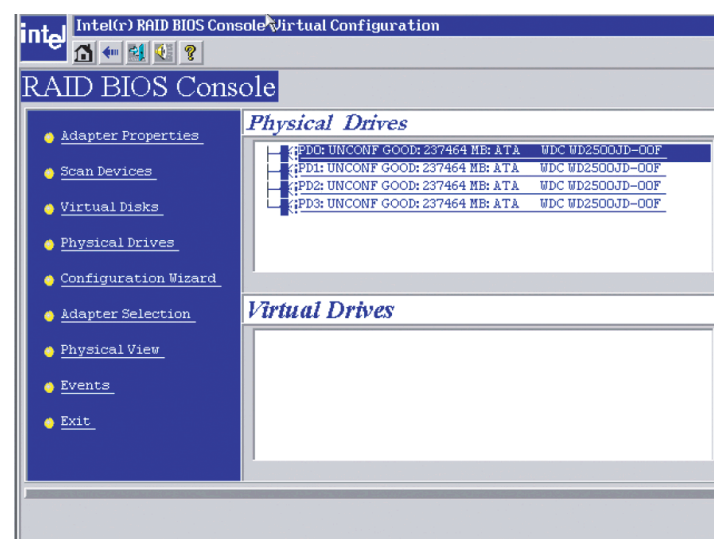 intel
Intel(r) RAID BIOS Console Virtual Configuration
RAID BIOS Console
Adapter Properties
Scan Devices
Virtual Disks
Physical Drives
Configuration Wizard
Adapter Selection
Physical View
Events
Exit
Physical Drives
PD0: UNCONF GOOD: 237464 MB: ATA WDC WD2500JD-00F
PD1: UNCONF GOOD: 237464 MB: ATA WDC WD2500JD-00F
PD2: UNCONF GOOD: 237464 MB: ATA WDC WD2500JD-00F
PD3: UNCONF GOOD: 237464 MB: ATA WDC WD2500JD-00F
Virtual Drives